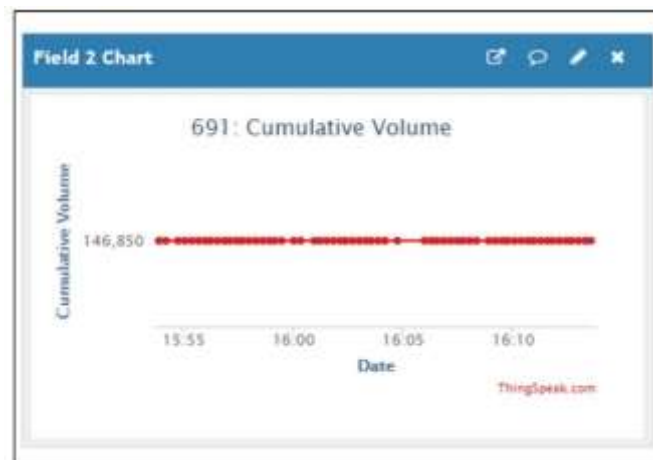 Field 2 Chart
691: Cumulative Volume
Cumulative Volume
146,850
15:55 16:00 16:05 16:10
Date
ThingSpeak.com